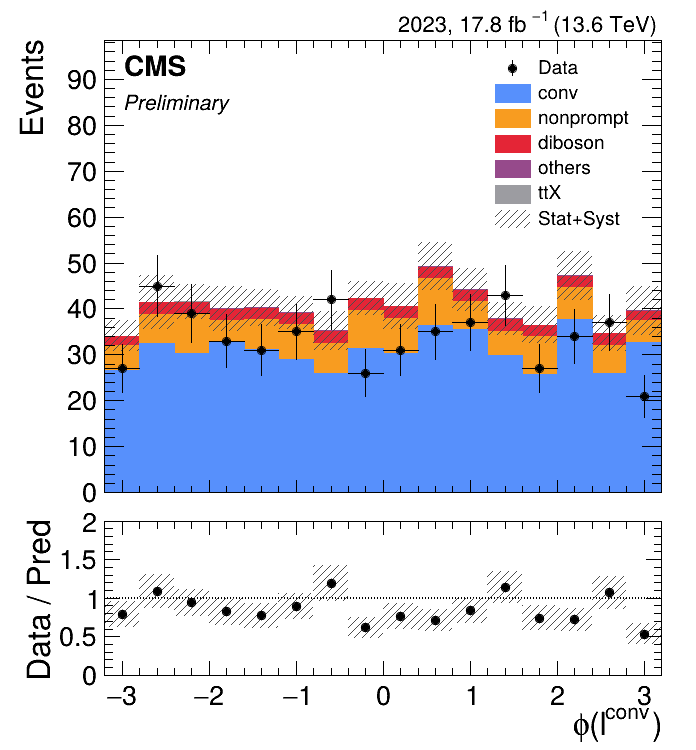 2023, 17.8 fb⁻¹ (13.6 TeV)
CMS
Preliminary
Events
90
80
70
60
50
40
30
20
10
0
Data
conv
nonprompt
diboson
others
ttX
Stat+Syst
Data / Pred
2
1.5
1
0.5
0
−3 −2 −1 0 1 2 3
ϕ(l^conv)